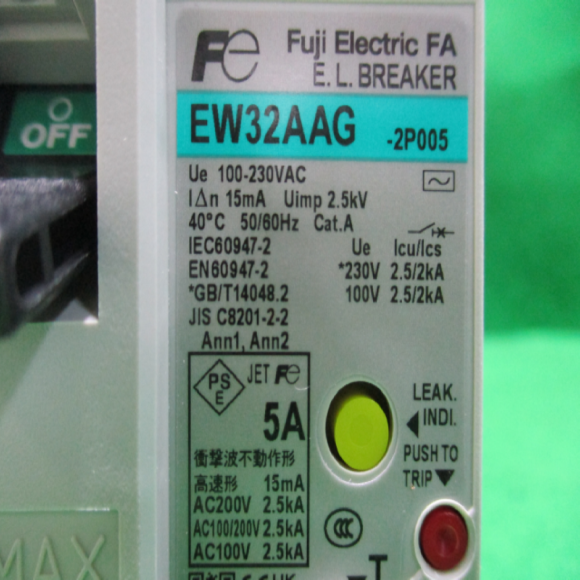 Fe Fuji Electric FA
E. L. BREAKER
OFF
EW32AAG -2P005
Ue 100-230VAC
IΔn 15mA Uimp 2.5kV
40°C 50/60Hz Cat.A
IEC60947-2 Ue Icu/Ics
EN60947-2 *230V 2.5/2kA
*GB/T14048.2 100V 2.5/2kA
JIS C8201-2-2
Ann1, Ann2
PS
E
JET Fe
5A
LEAK.
INDI.
PUSH TO
TRIP
衝撃波不動作形
高速形 15mA
AC200V 2.5kA
AC100/200V 2.5kA
AC100V 2.5kA
CCC
MAX
T